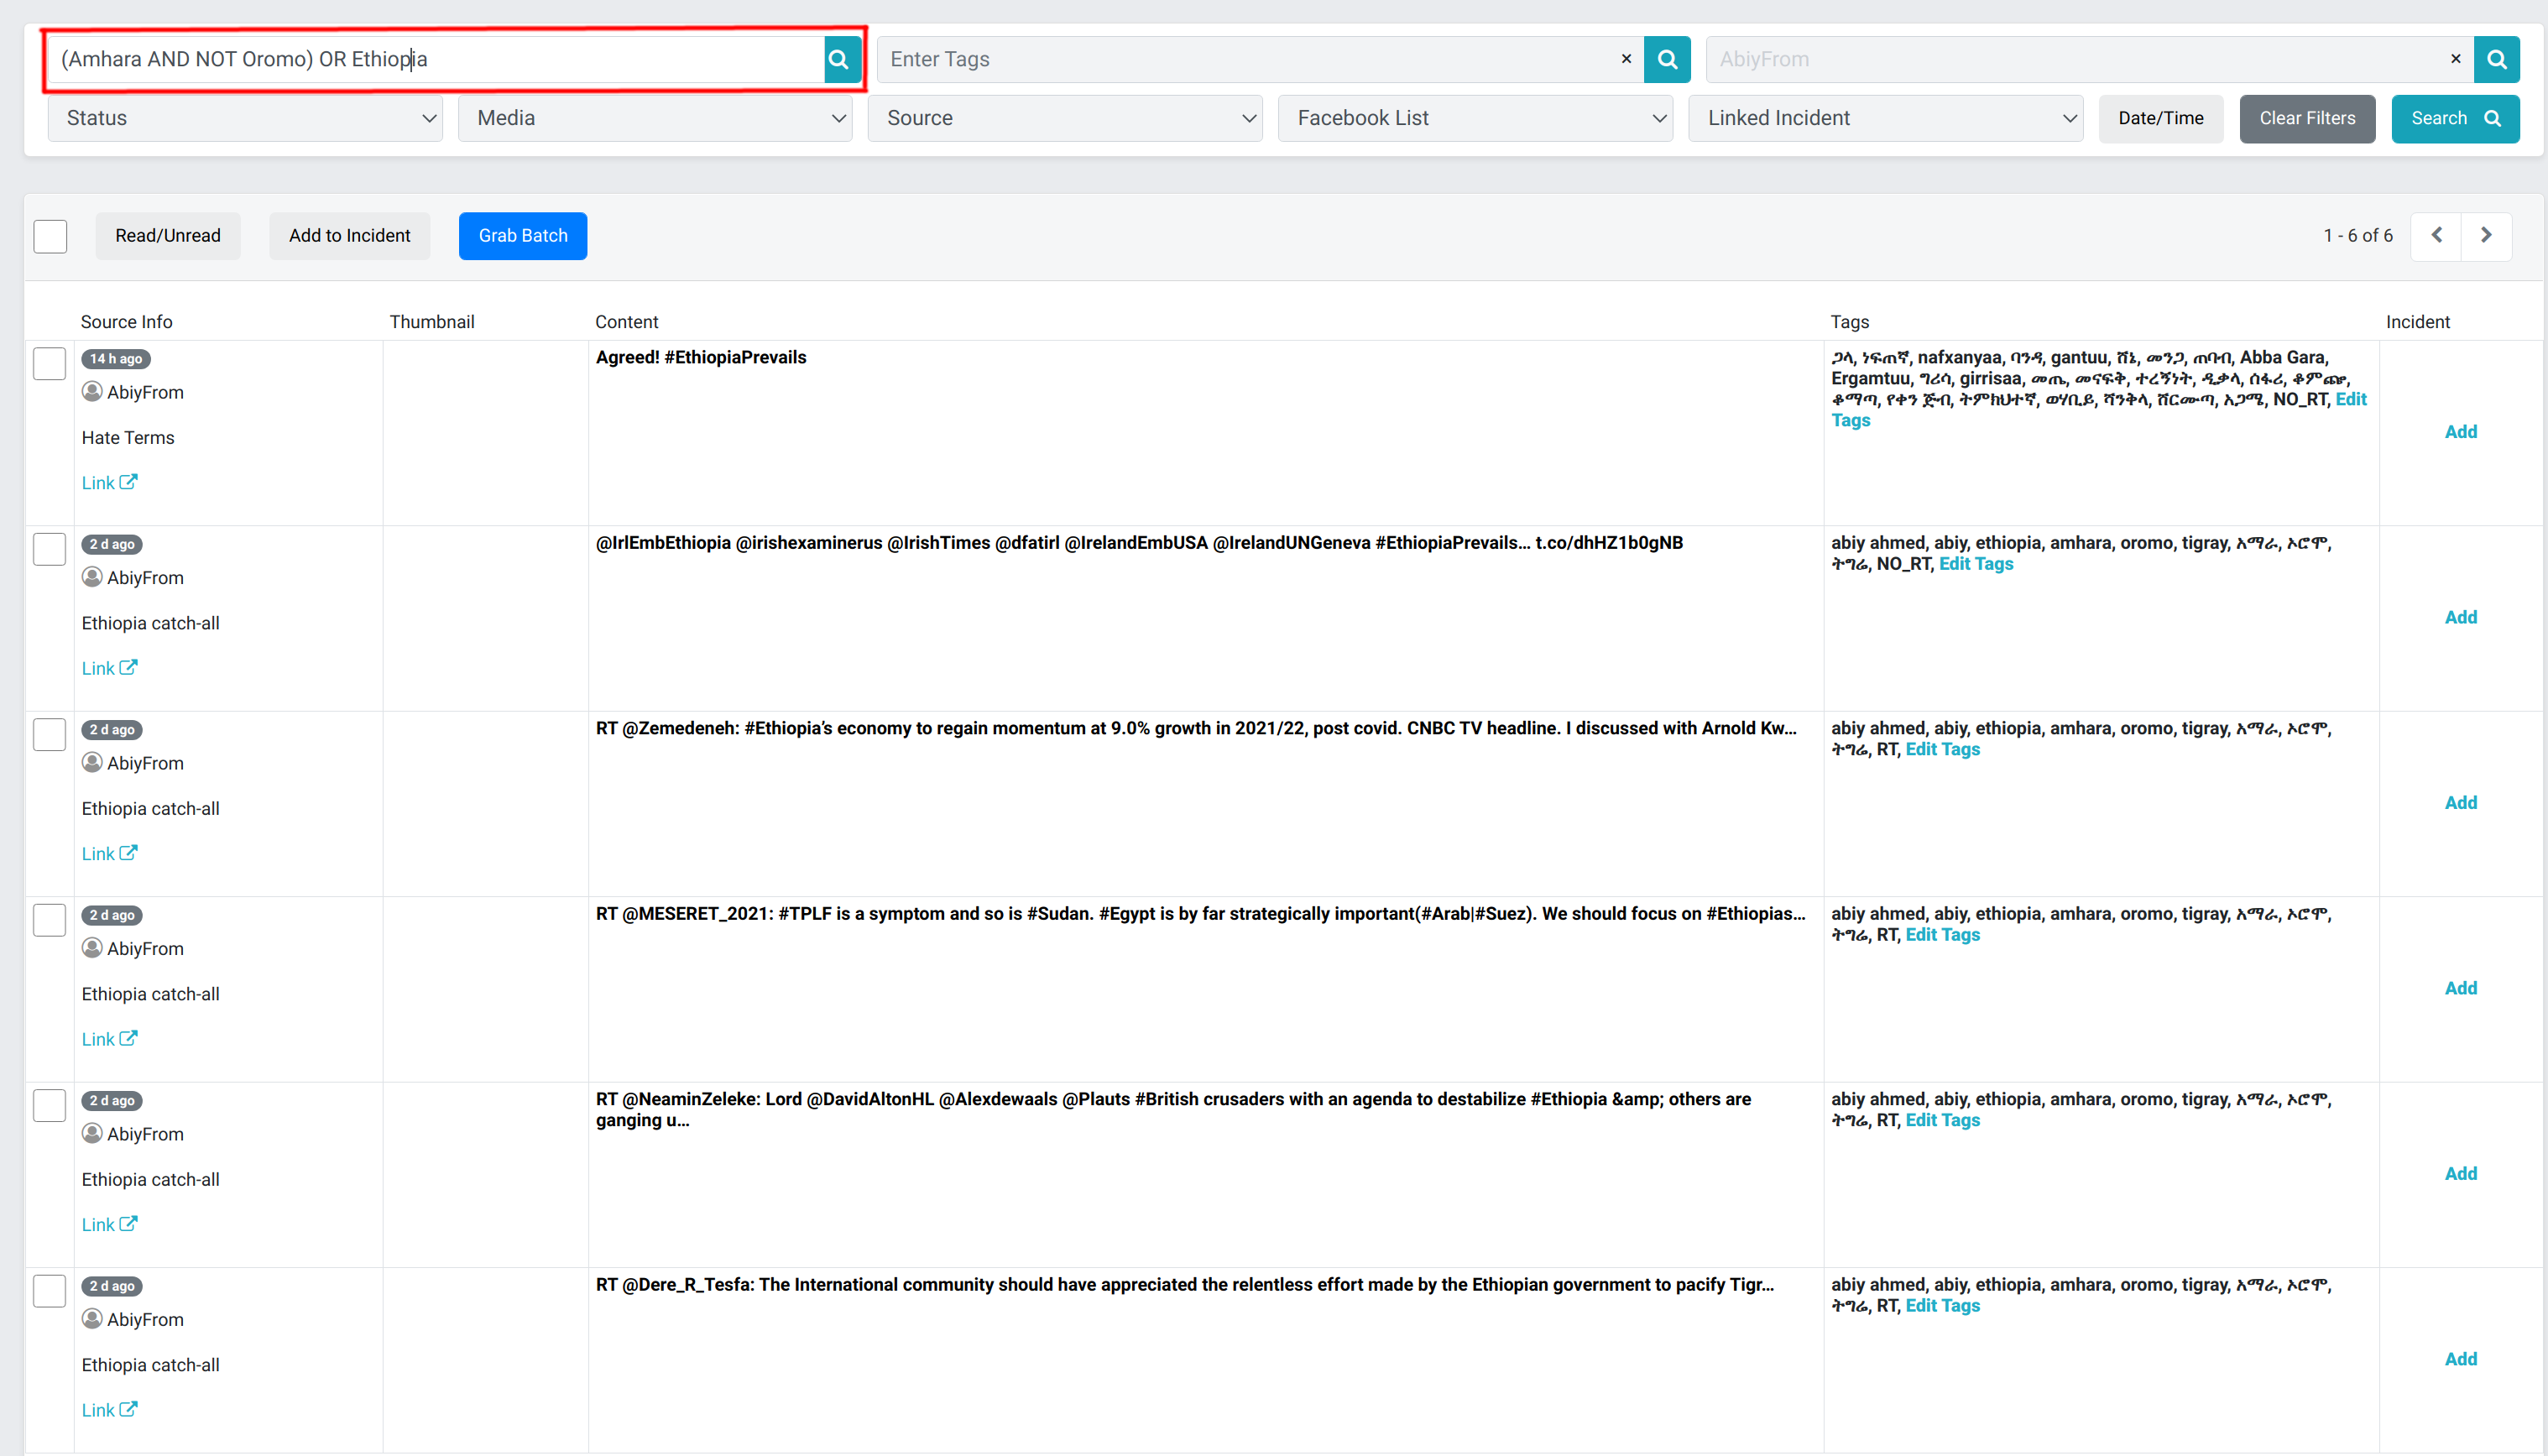 (Amhara AND NOT Oromo) OR Ethiopia
Enter Tags ×
AbiyFrom ×
Status
Media
Source
Facebook List
Linked Incident
Date/Time
Clear Filters
Search
Read/Unread
Add to Incident
Grab Batch
1 - 6 of 6
Source Info Thumbnail Content Tags Incident
14 h ago
AbiyFrom
Hate Terms
Link
Agreed! #EthiopiaPrevails
ጋላ, ነፍጠኛ, nafxanyaa, ባንዳ, gantuu, ሸኔ, መንጋ, ጠባብ, Abba Gara,
Ergamtuu, ግሪሳ, girrisaa, መጤ, መናፍቅ, ተረኝነት, ዲቃላ, ሰፋሪ, ቆምጬ,
ቆማጣ, የቀን ጅብ, ትምክህተኛ, ወሃቢይ, ሻንቅላ, ሸርሙጣ, አጋሜ, NO_RT, Edit
Tags
Add
2 d ago
AbiyFrom
Ethiopia catch-all
Link
@IrlEmbEthiopia @irishexaminerus @IrishTimes @dfatirl @IrelandEmbUSA @IrelandUNGeneva #EthiopiaPrevails… t.co/dhHZ1b0gNB
abiy ahmed, abiy, ethiopia, amhara, oromo, tigray, አማራ, ኦሮሞ,
ትግሬ, NO_RT, Edit Tags
Add
2 d ago
AbiyFrom
Ethiopia catch-all
Link
RT @Zemedeneh: #Ethiopia’s economy to regain momentum at 9.0% growth in 2021/22, post covid. CNBC TV headline. I discussed with Arnold Kw…
abiy ahmed, abiy, ethiopia, amhara, oromo, tigray, አማራ, ኦሮሞ,
ትግሬ, RT, Edit Tags
Add
2 d ago
AbiyFrom
Ethiopia catch-all
Link
RT @MESERET_2021: #TPLF is a symptom and so is #Sudan. #Egypt is by far strategically important(#Arab|#Suez). We should focus on #Ethiopias…
abiy ahmed, abiy, ethiopia, amhara, oromo, tigray, አማራ, ኦሮሞ,
ትግሬ, RT, Edit Tags
Add
2 d ago
AbiyFrom
Ethiopia catch-all
Link
RT @NeaminZeleke: Lord @DavidAltonHL @Alexdewaals @Plauts #British crusaders with an agenda to destabilize #Ethiopia &amp; others are
ganging u…
abiy ahmed, abiy, ethiopia, amhara, oromo, tigray, አማራ, ኦሮሞ,
ትግሬ, RT, Edit Tags
Add
2 d ago
AbiyFrom
Ethiopia catch-all
Link
RT @Dere_R_Tesfa: The International community should have appreciated the relentless effort made by the Ethiopian government to pacify Tigr…
abiy ahmed, abiy, ethiopia, amhara, oromo, tigray, አማራ, ኦሮሞ,
ትግሬ, RT, Edit Tags
Add